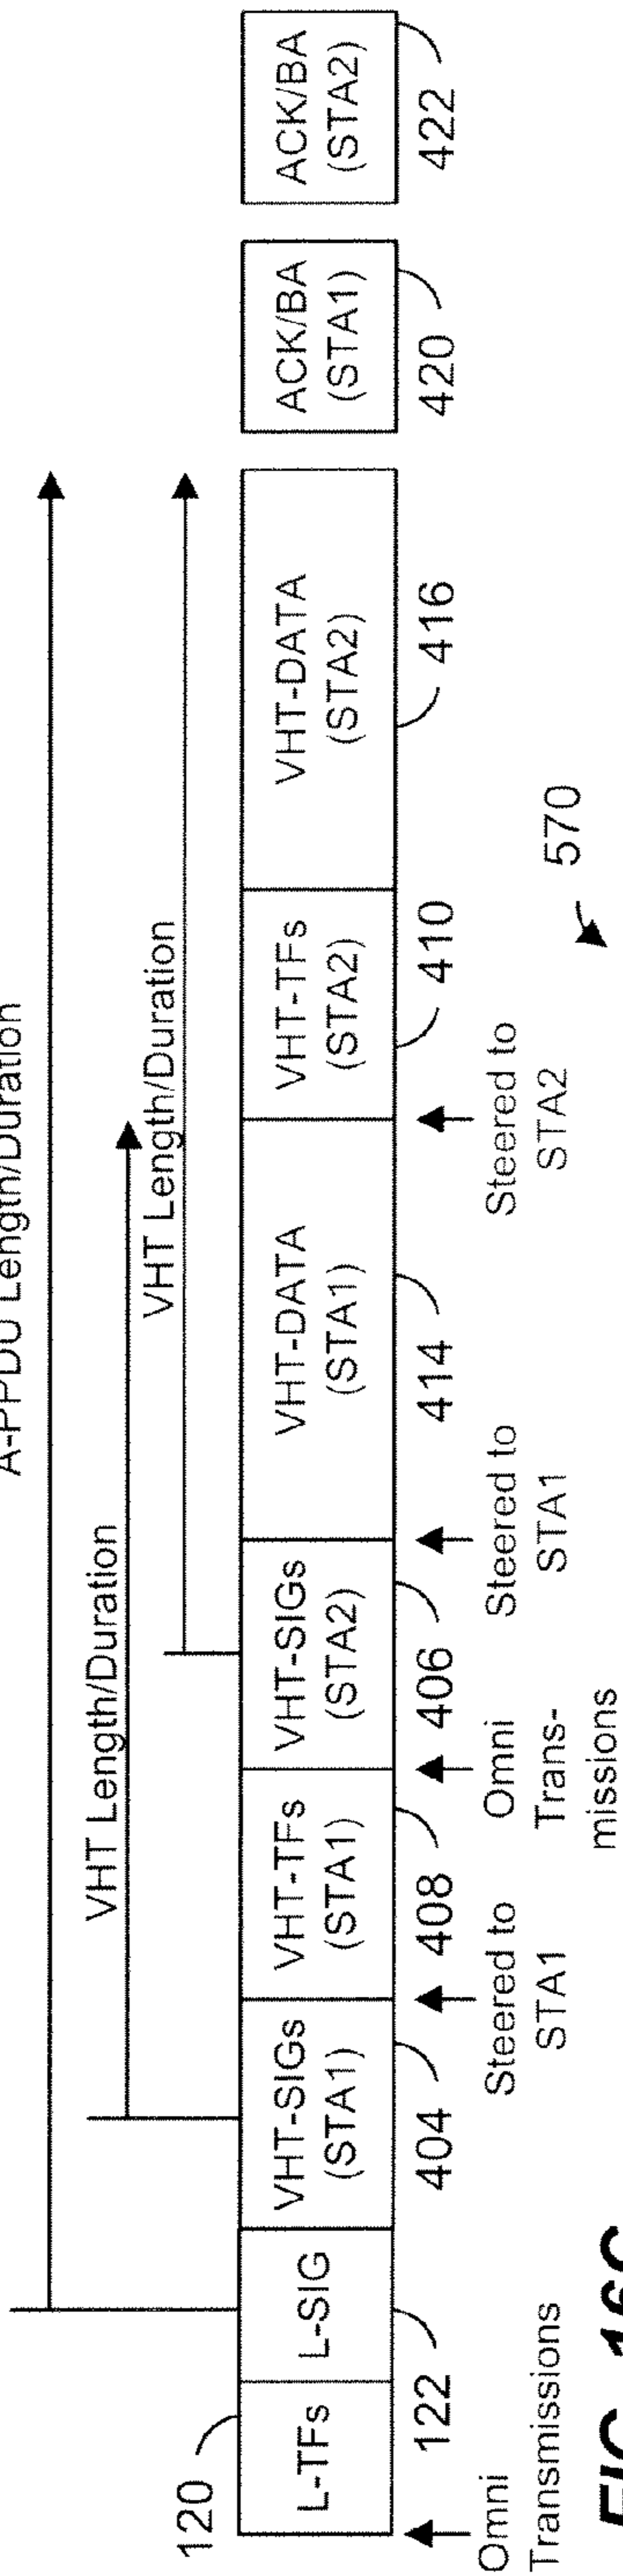 A-PPDU Length/Duration
VHT Length/Duration
VHT Length/Duration
120
L-TFs
L-SIG
VHT-SIGs
(STA1)
VHT-TFs
(STA1)
VHT-SIGs
(STA2)
VHT-DATA
(STA1)
VHT-TFs
(STA2)
VHT-DATA
(STA2)
ACK/BA
(STA1)
ACK/BA
(STA2)
122
404
408
406
414
410
416
420
422
Omni
Transmissions
Steered to
STA1
Omni
Trans-
missions
Steered to
STA1
Steered to
STA2
570
FIG. 16C